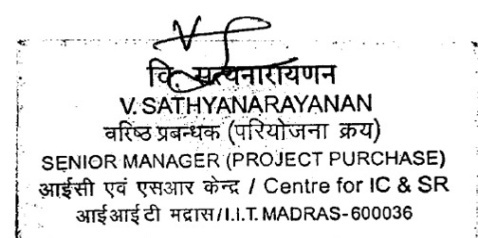 वि. सत्यनारायणन
V. SATHYANARAYANAN
वरिष्ठ प्रबन्धक (परियोजना क्रय)
SENIOR MANAGER (PROJECT PURCHASE)
आईसी एवं एसआर केन्द्र / Centre for IC & SR
आईआईटी मद्रास/I.I.T. MADRAS-600036